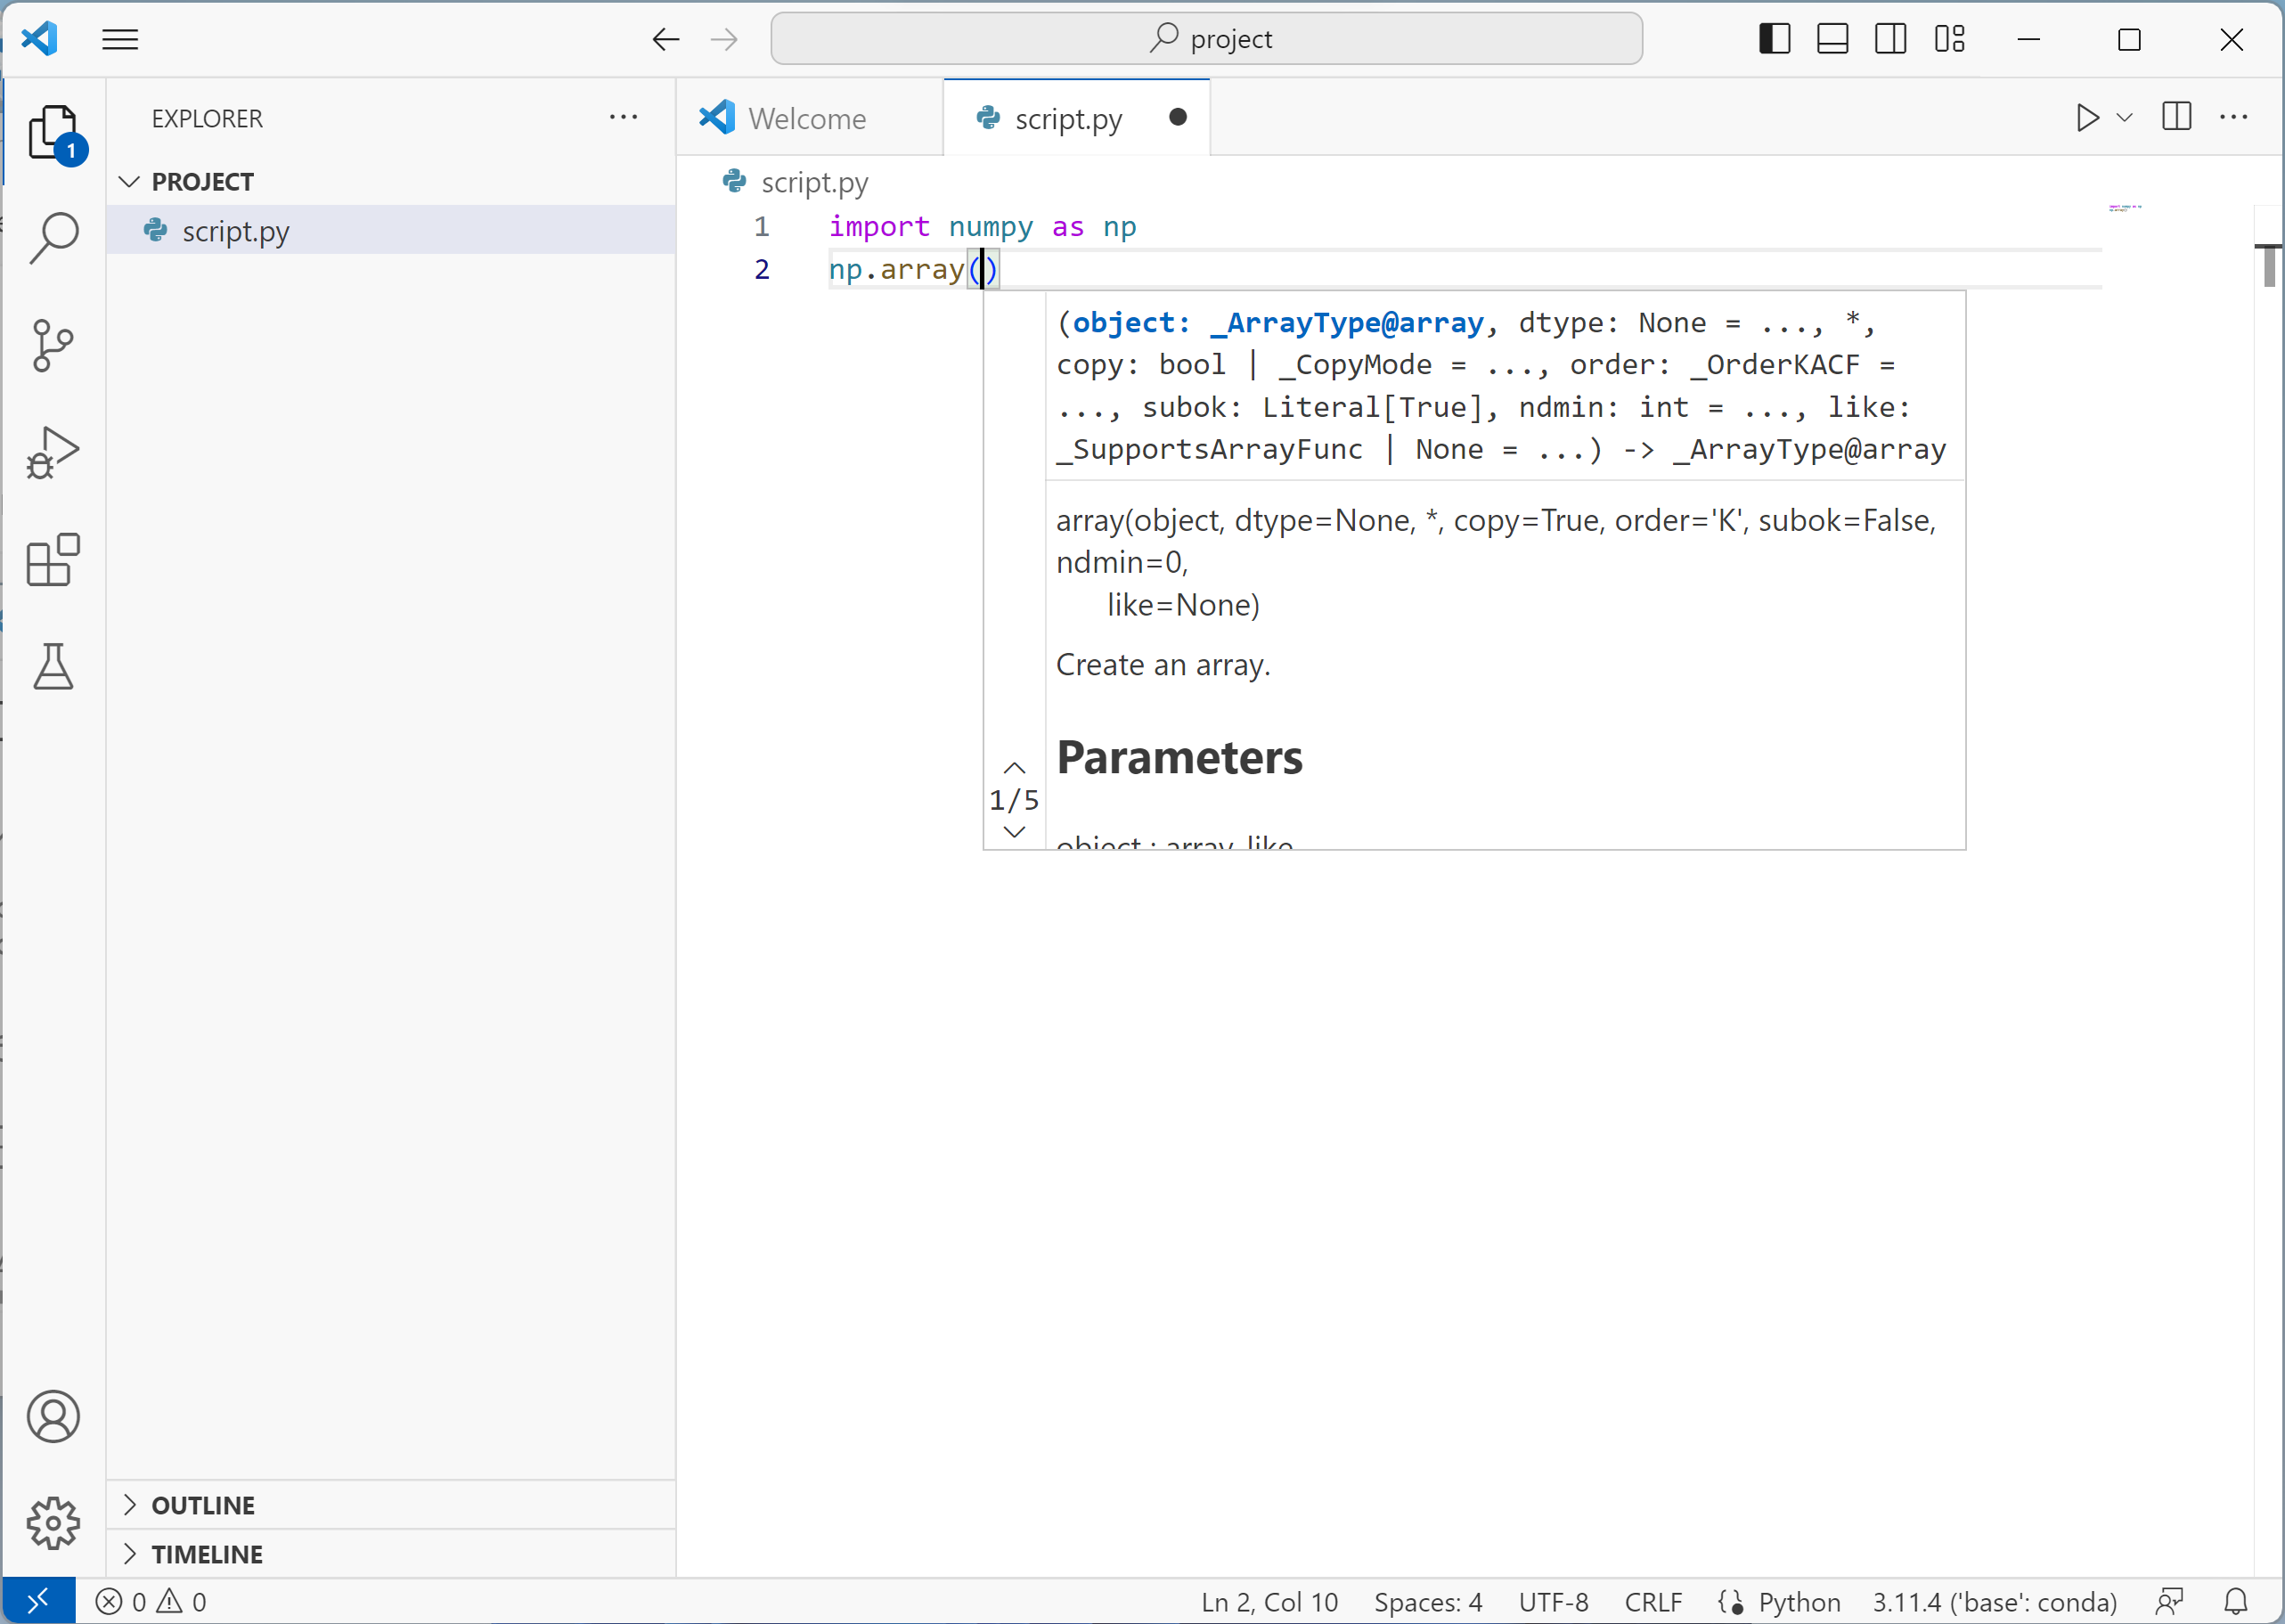 project
EXPLORER
PROJECT
script.py
1
Welcome
script.py
script.py
1 import numpy as np
2 np.array()
(object: _ArrayType@array, dtype: None = ..., *,
copy: bool | _CopyMode = ..., order: _OrderKACF =
..., subok: Literal[True], ndmin: int = ..., like:
_SupportsArrayFunc | None = ...) -> _ArrayType@array
array(object, dtype=None, *, copy=True, order='K', subok=False,
ndmin=0,
like=None)
Create an array.
Parameters
1/5
object : array_like
OUTLINE
TIMELINE
0 0
Ln 2, Col 10 Spaces: 4 UTF-8 CRLF Python 3.11.4 ('base': conda)